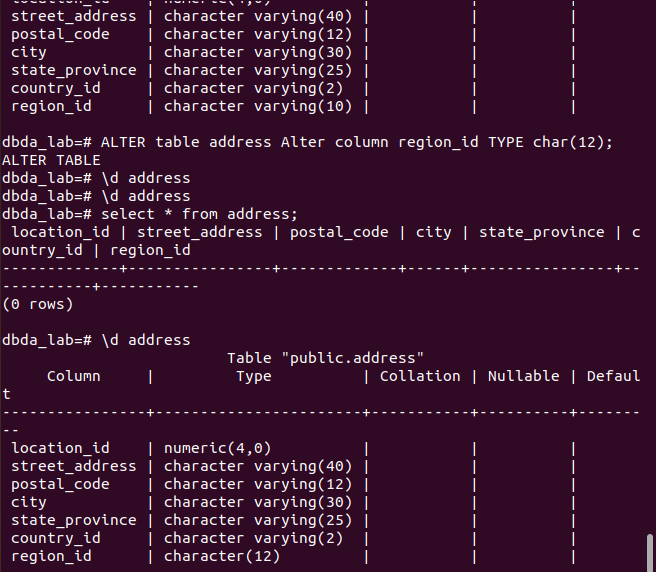 location_id | numeric(4,0) | | |
street_address | character varying(40) | | |
postal_code | character varying(12) | | |
city | character varying(30) | | |
state_province | character varying(25) | | |
country_id | character varying(2) | | |
region_id | character varying(10) | | |
dbda_lab=# ALTER table address Alter column region_id TYPE char(12);
ALTER TABLE
dbda_lab=# \d address
dbda_lab=# \d address
dbda_lab=# select * from address;
location_id | street_address | postal_code | city | state_province | c
ountry_id | region_id
-------------+----------------+-------------+------+----------------+--
----------+-----------
(0 rows)
dbda_lab=# \d address
Table "public.address"
Column | Type | Collation | Nullable | Defaul
t
----------------+-----------------------+-----------+----------+-------
--
location_id | numeric(4,0) | | |
street_address | character varying(40) | | |
postal_code | character varying(12) | | |
city | character varying(30) | | |
state_province | character varying(25) | | |
country_id | character varying(2) | | |
region_id | character(12) | | |